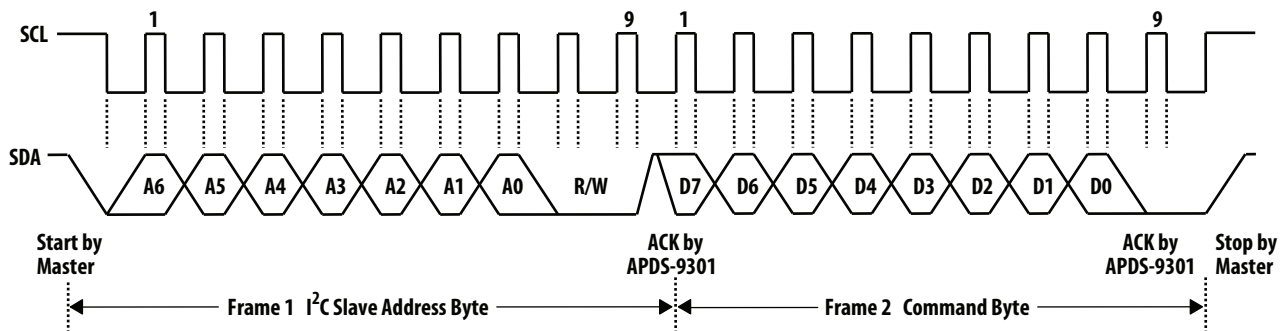 1 9 1 9
SCL
SDA A6 A5 A4 A3 A2 A1 A0 R/W D7 D6 D5 D4 D3 D2 D1 D0
Start by
Master
ACK by
APDS-9301
ACK by
APDS-9301
Stop by
Master
Frame 1 I²C Slave Address Byte
Frame 2 Command Byte